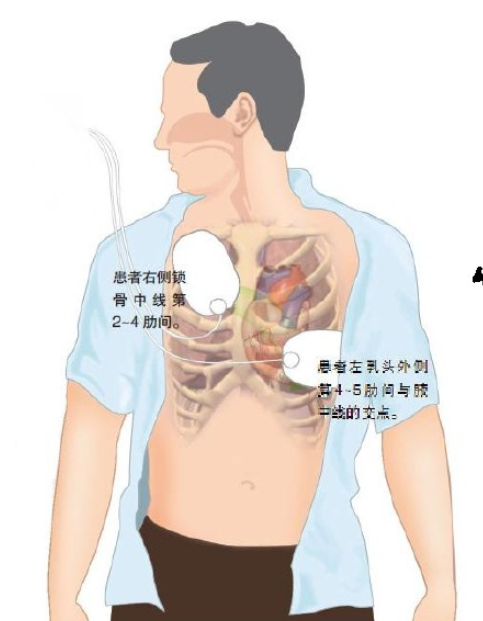 患者右侧锁
骨中线第
2~4肋间。
患者左乳头外侧
第4~5肋间与腋
中线的交点。